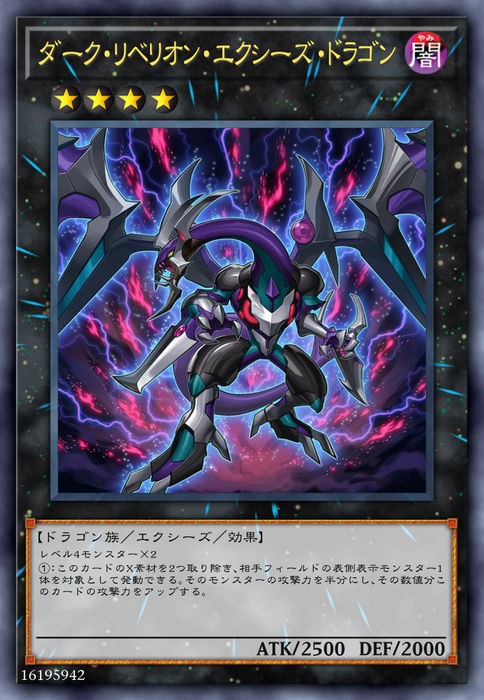 ダーク・リベリオン・エクシーズ・ドラゴン
やみ
闇
【ドラゴン族／エクシーズ／効果】
レベル4モンスター×2
①：このカードのX素材を2つ取り除き、相手フィールドの表側表示モンスター1
体を対象として発動できる。そのモンスターの攻撃力を半分にし、その数値分こ
のカードの攻撃力をアップする。
ATK/2500 DEF/2000
16195942